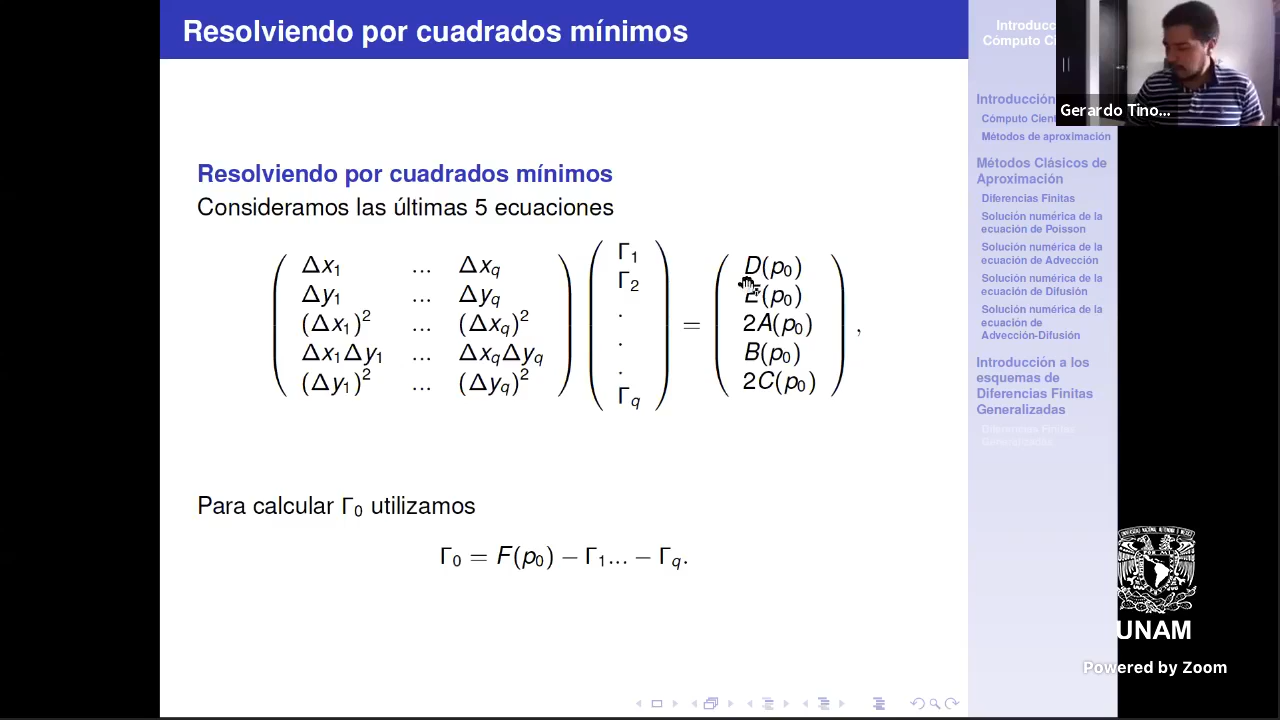 Resolviendo por cuadrados mínimos
Resolviendo por cuadrados mínimos
Consideramos las últimas 5 ecuaciones
Δx₁ ... Δx_q
Δy₁ ... Δy_q
(Δx₁)² ... (Δx_q)²
Δx₁Δy₁ ... Δx_qΔy_q
(Δy₁)² ... (Δy_q)²
Γ₁
Γ₂
.
.
.
Γ_q
=
D(p₀)
E(p₀)
2A(p₀)
B(p₀)
2C(p₀)
,
Para calcular Γ₀ utilizamos
Γ₀ = F(p₀) − Γ₁... − Γ_q.
Cómputo
Introducción
Métodos de aproximación
Métodos Clásicos de
Aproximación
Diferencias Finitas
Solución numérica de la
ecuación de Poisson
Solución numérica de la
ecuación de Advección
Solución numérica de la
ecuación de Difusión
Solución numérica de la
ecuación de
Advección-Difusión
Introducción a los
esquemas de
Diferencias Finitas
Generalizadas
Diferencias Finitas
Generalizadas
Gerardo Tino...
UNAM
Powered by Zoom